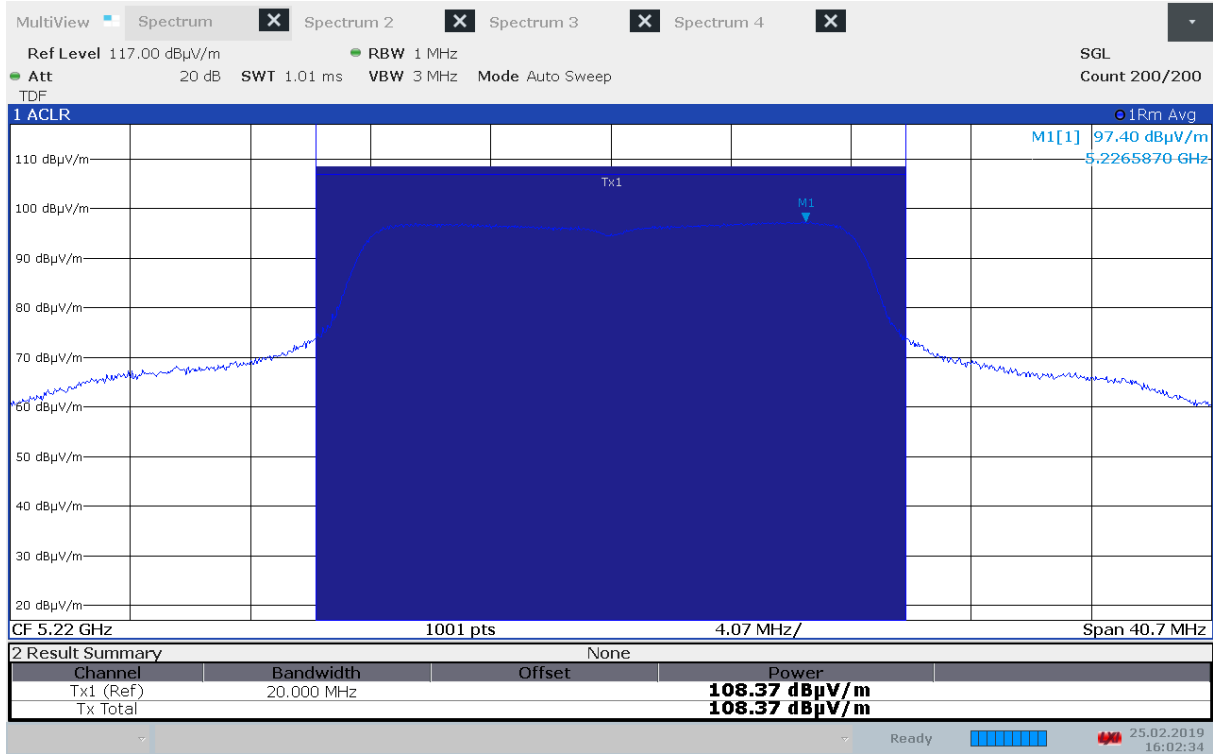 MultiView Spectrum X Spectrum 2 X Spectrum 3 X Spectrum 4 X
Ref Level 117.00 dBµV/m RBW 1 MHz SGL
Att 20 dB SWT 1.01 ms VBW 3 MHz Mode Auto Sweep Count 200/200
TDF
1 ACLR 1Rm Avg
M1[1] 97.40 dBµV/m
5.2265870 GHz
110 dBµV/m
Tx1
M1
100 dBµV/m
90 dBµV/m
80 dBµV/m
70 dBµV/m
60 dBµV/m
50 dBµV/m
40 dBµV/m
30 dBµV/m
20 dBµV/m
CF 5.22 GHz 1001 pts 4.07 MHz/ Span 40.7 MHz
2 Result Summary None
Channel Bandwidth Offset Power
Tx1 (Ref) 20.000 MHz 108.37 dBµV/m
Tx Total 108.37 dBµV/m
Ready 25.02.2019
16:02:34